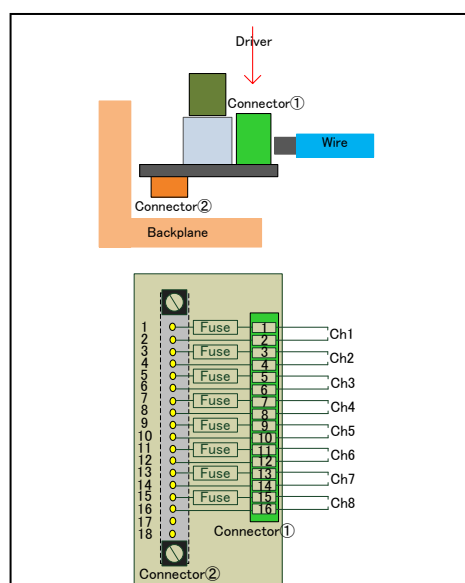 Driver
Connector①
Wire
Connector②
Backplane
1 Fuse 1
2 2 Ch1
3 Fuse 3
4 4 Ch2
5 Fuse 5
6 6 Ch3
7 Fuse 7
8 8 Ch4
9 Fuse 9
10 10 Ch5
11 Fuse 11
12 12 Ch6
13 Fuse 13
14 14 Ch7
15 Fuse 15
16 16 Ch8
17
18
Connector①
Connector②